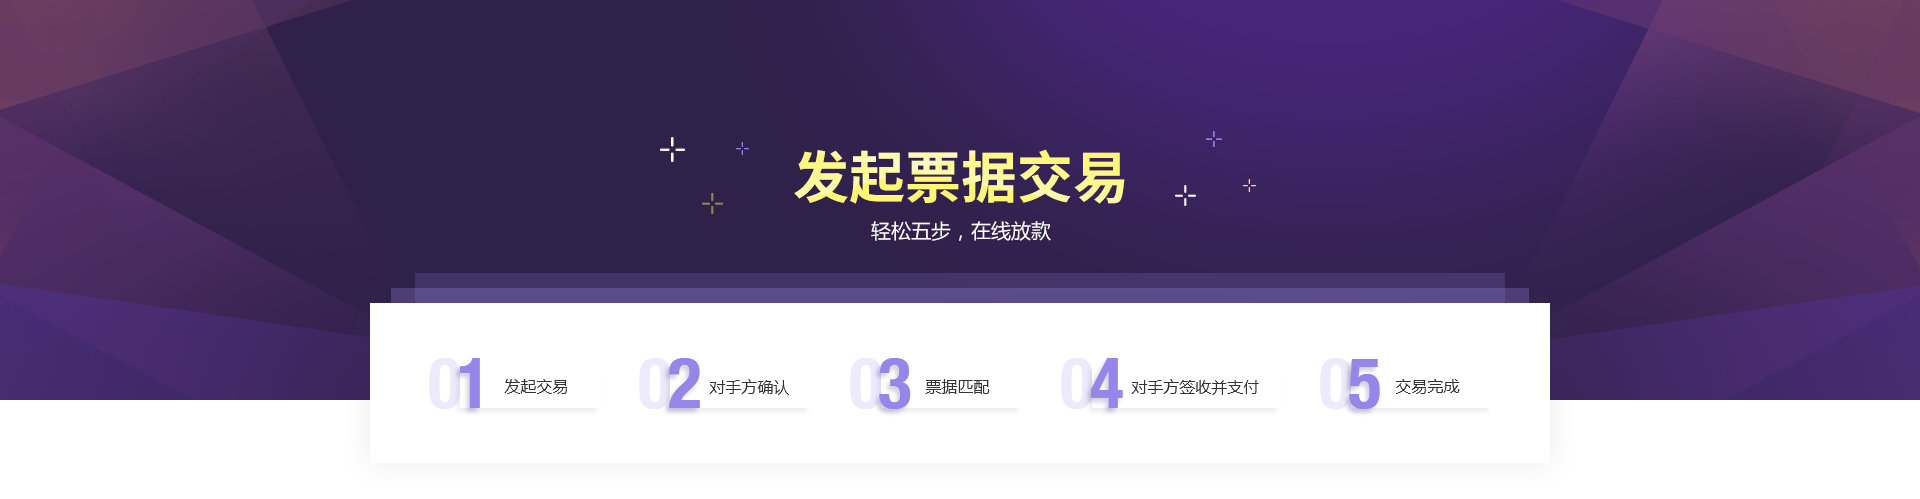 发起票据交易
轻松五步，在线放款
01 发起交易
02 对手方确认
03 票据匹配
04 对手方签收并支付
05 交易完成